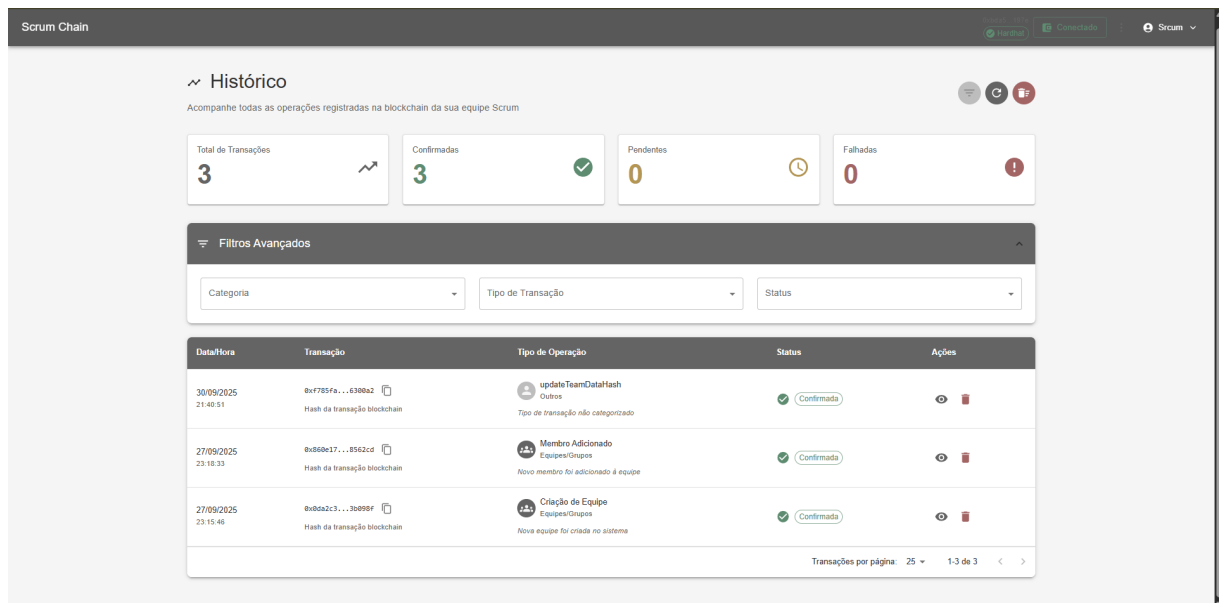 Scrum Chain
Hardhat
Conectado
Srcum
Histórico
Acompanhe todas as operações registradas na blockchain da sua equipe Scrum
Total de Transações
3
Confirmadas
3
Pendentes
0
Falhadas
0
Filtros Avançados
Categoria
Tipo de Transação
Status
Data/Hora Transação Tipo de Operação Status Ações
30/09/2025
21:40:51
0xf785fa...6300a2
Hash da transação blockchain
updateTeamDataHash
Outros
Tipo de transação não categorizado
Confirmada
27/09/2025
23:18:33
0x860e17...8562cd
Hash da transação blockchain
Membro Adicionado
Equipes/Grupos
Novo membro foi adicionado à equipe
Confirmada
27/09/2025
23:15:46
0x0da2c3...3b098f
Hash da transação blockchain
Criação de Equipe
Equipes/Grupos
Nova equipe foi criada no sistema
Confirmada
Transações por página: 25 1-3 de 3